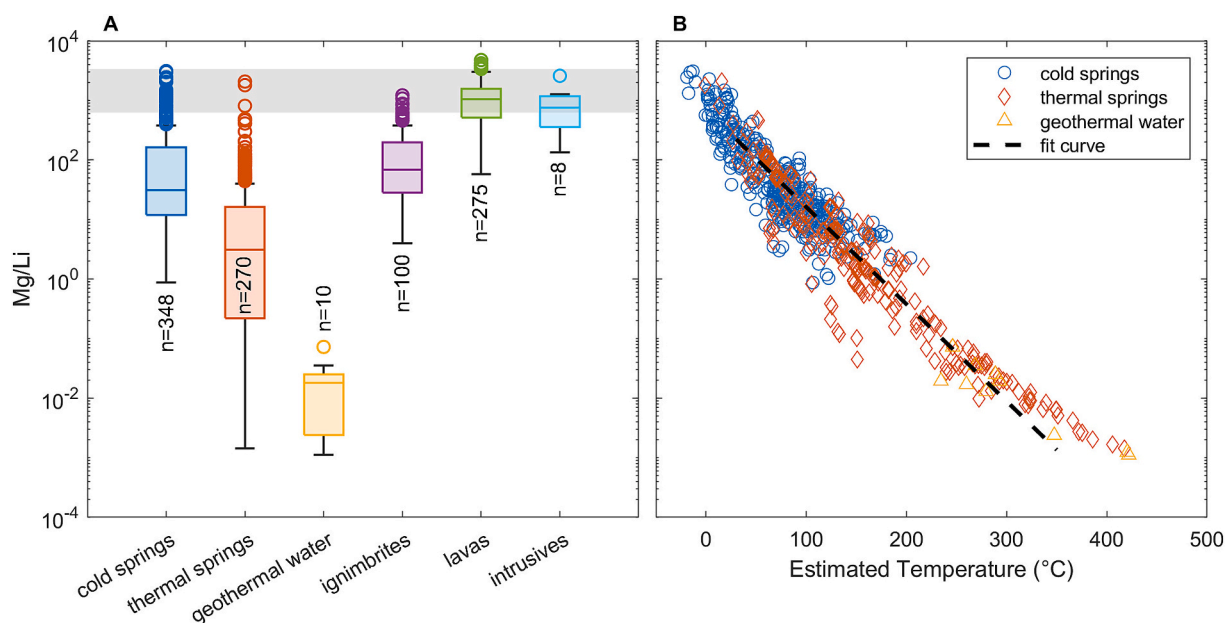 A
Mg/Li
10^4
10^2
10^0
10^-2
10^-4
n=348
n=270
n=10
n=100
n=275
n=8
cold springs
thermal springs
geothermal water
ignimbrites
lavas
intrusives
B
cold springs
thermal springs
geothermal water
fit curve
0
100
200
300
400
500
Estimated Temperature (°C)